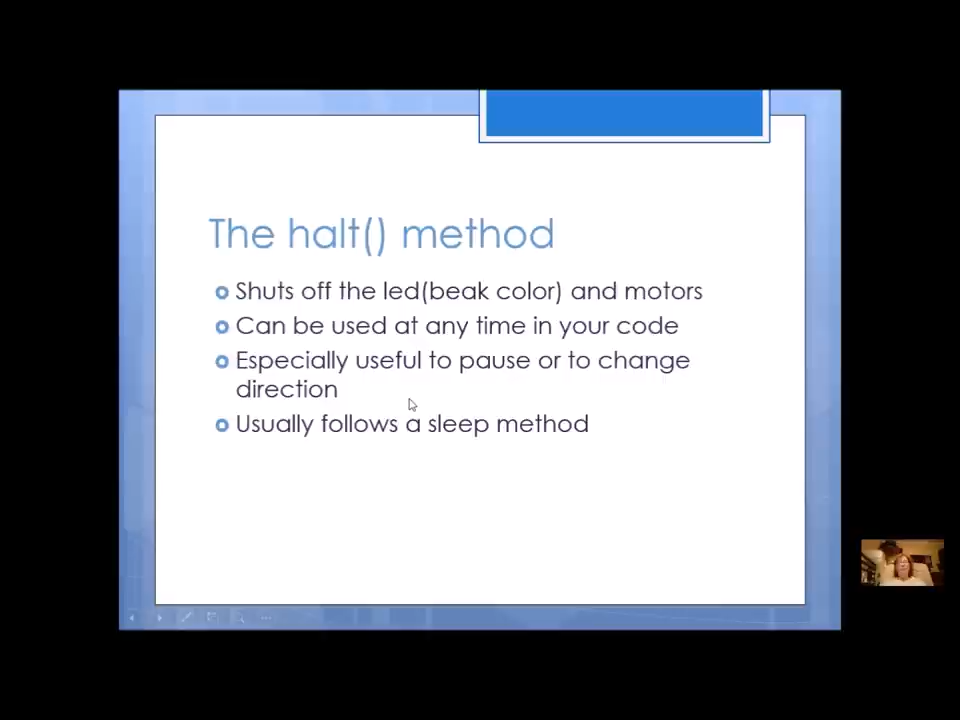 The halt() method
Shuts off the led(beak color) and motors
Can be used at any time in your code
Especially useful to pause or to change
direction
Usually follows a sleep method